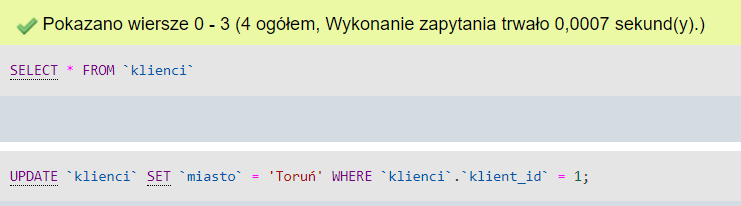 Pokazano wiersze 0 - 3 (4 ogółem, Wykonanie zapytania trwało 0,0007 sekund(y).)
SELECT * FROM `klienci`
UPDATE `klienci` SET `miasto` = 'Toruń' WHERE `klienci`.`klient_id` = 1;